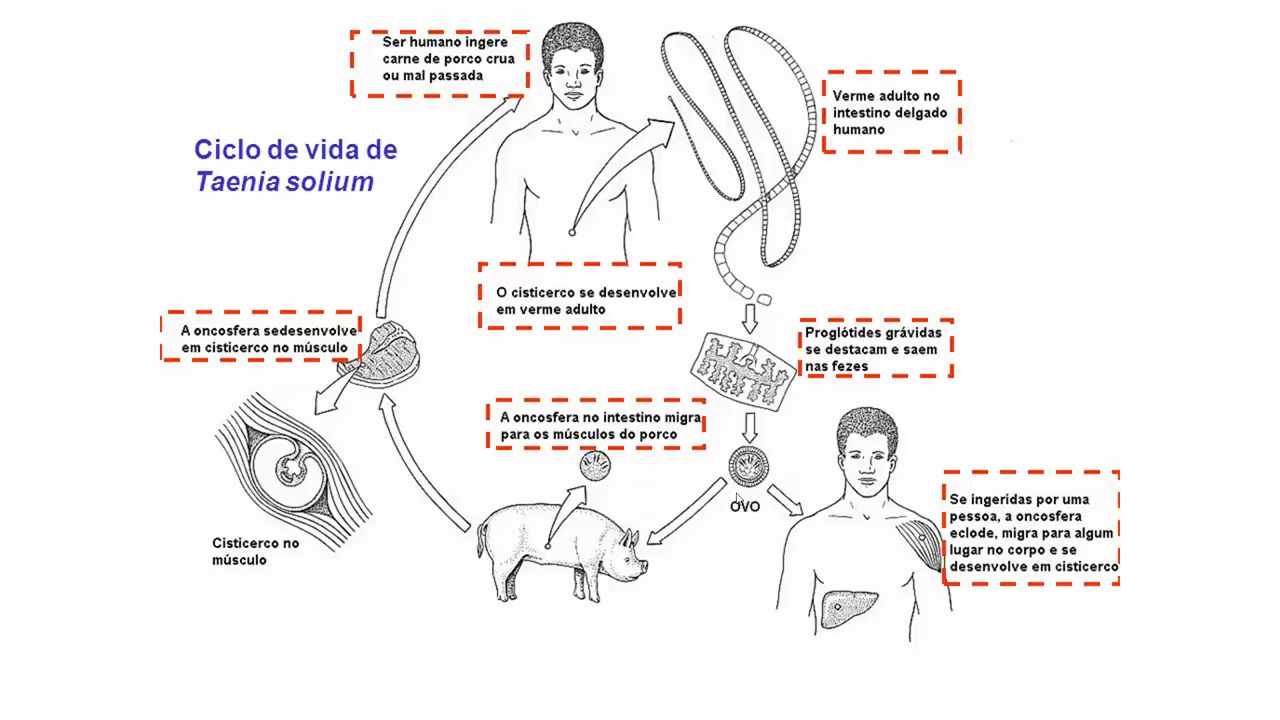 Ser humano ingere
carne de porco crua
ou mal passada
Verme adulto no
intestino delgado
humano
Ciclo de vida de
Taenia solium
O cisticerco se desenvolve
em verme adulto
A oncosfera sedesenvolve
em cisticerco no músculo
Proglótides grávidas
se destacam e saem
nas fezes
A oncosfera no intestino migra
para os músculos do porco
OVO
Se ingeridas por uma
pessoa, a oncosfera
eclode, migra para algum
lugar no corpo e se
desenvolve em cisticerco
Cisticerco no
músculo